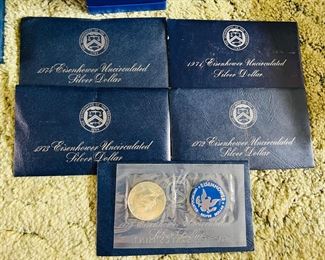 1974 Eisenhower Uncirculated
Silver Dollar
1971 Eisenhower Uncirculated
Silver Dollar
1973 Eisenhower Uncirculated
Silver Dollar
1972 Eisenhower Uncirculated
Silver Dollar
EISENHOWER